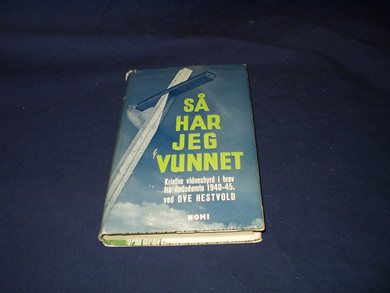 SÅ
HAR
JEG
VUNNET
Kristne vidnesbyrd i brev
fra dødsdømte 1940-45.
ved OVE HESTVOLD
NOMI